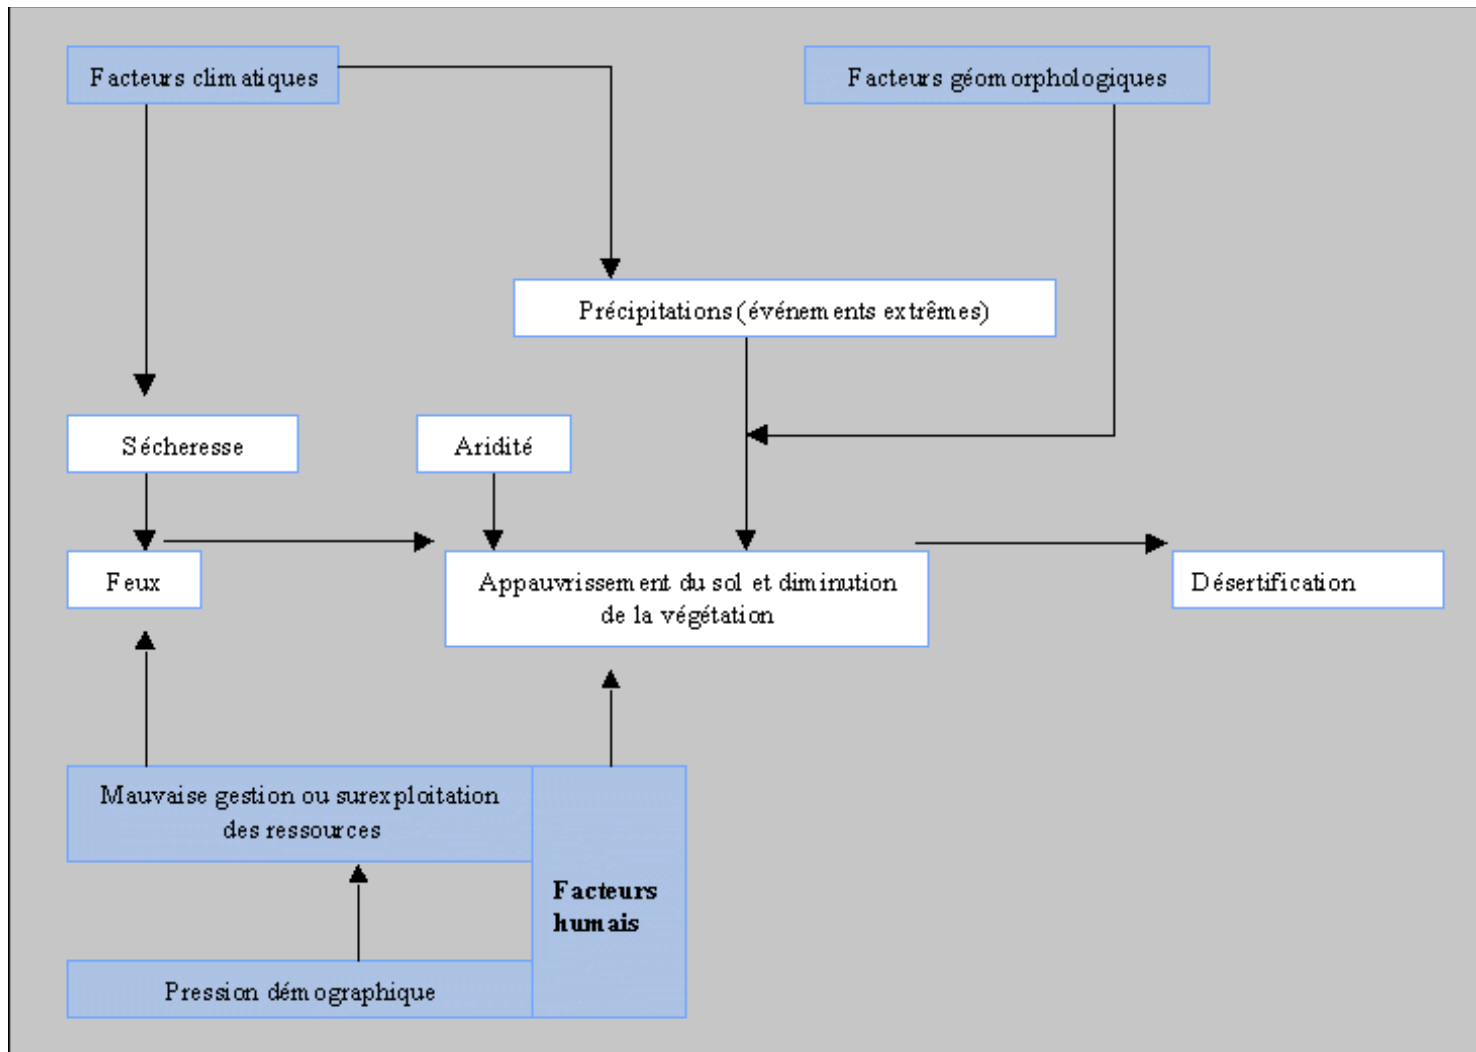 Facteurs climatiques
Facteurs géomorphologiques
Précipitations (événements extrêmes)
Sécheresse
Aridité
Feux
Appauvrissement du sol et diminution
de la végétation
Désertification
Mauvaise gestion ou surexploitation
des ressources
Facteurs
humais
Pression démographique